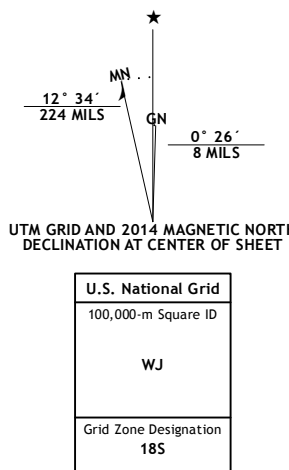 ★
MN
GN
12° 34´
224 MILS
0° 26´
8 MILS
UTM GRID AND 2014 MAGNETIC NORTH
DECLINATION AT CENTER OF SHEET
U.S. National Grid
100,000-m Square ID
WJ
Grid Zone Designation
18S